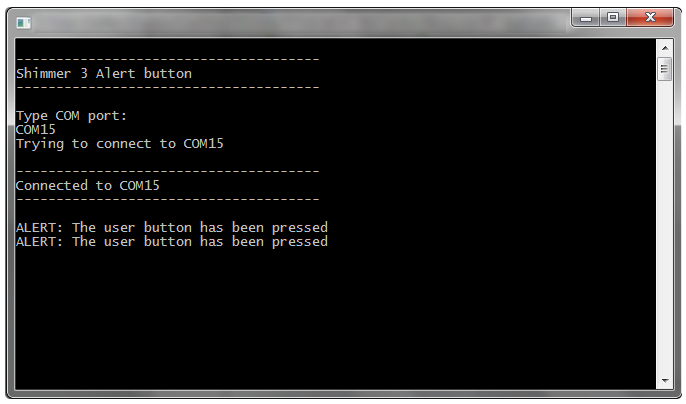 --------------------------------------
Shimmer 3 Alert button
--------------------------------------
Type COM port:
COM15
Trying to connect to COM15
--------------------------------------
Connected to COM15
--------------------------------------
ALERT: The user button has been pressed
ALERT: The user button has been pressed